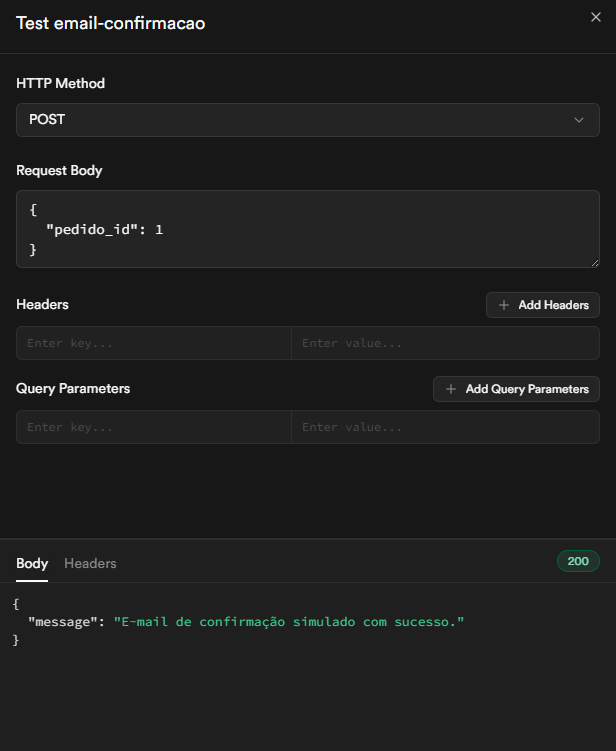 Test email-confirmacao
HTTP Method
POST
Request Body
{
  "pedido_id": 1
}
Headers
+ Add Headers
Enter key...
Enter value...
Query Parameters
+ Add Query Parameters
Enter key...
Enter value...
Body
Headers
200
{
  "message": "E-mail de confirmação simulado com sucesso."
}